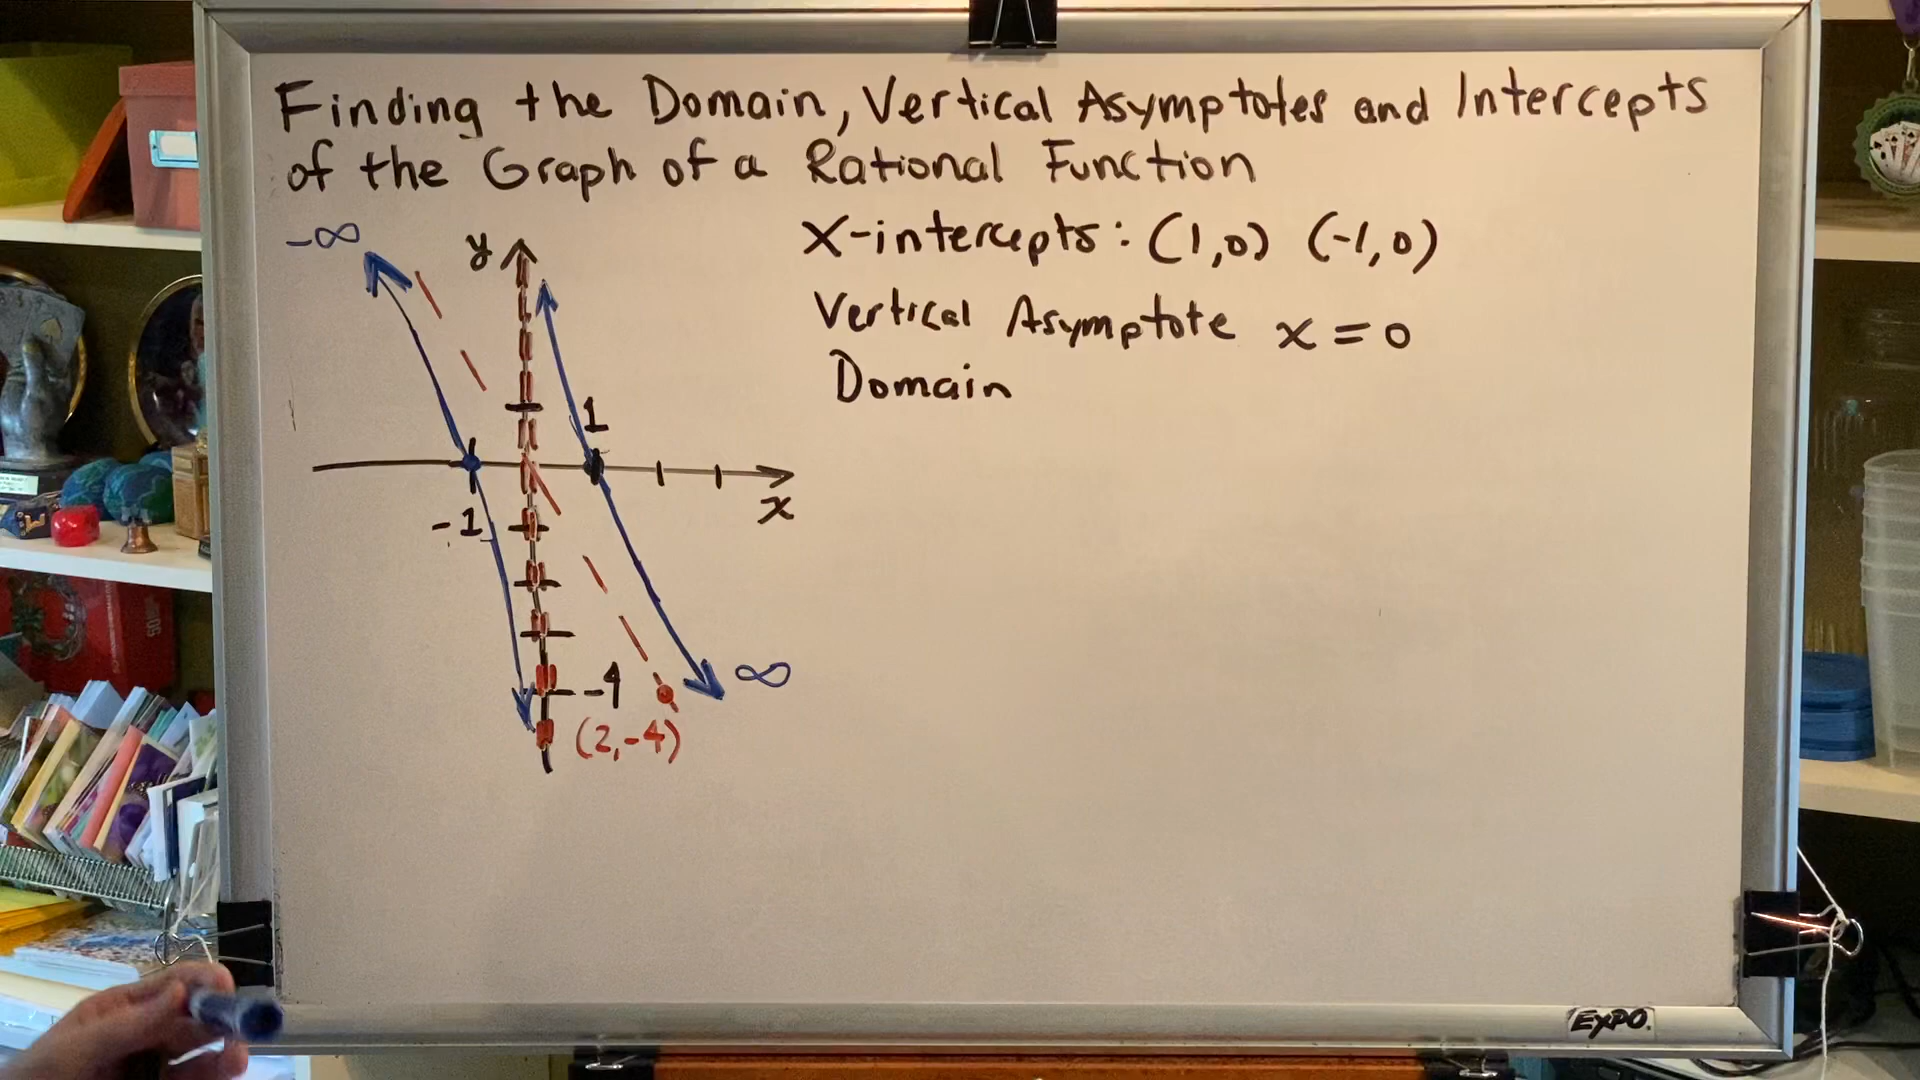 Finding the Domain, Vertical Asymptotes and Intercepts
of the Graph of a Rational Function
-∞
y
X-intercepts: (1,0) (-1,0)
Vertical Asymptote x = 0
Domain
1
x
-1
-4
∞
(2,-4)
EXPO